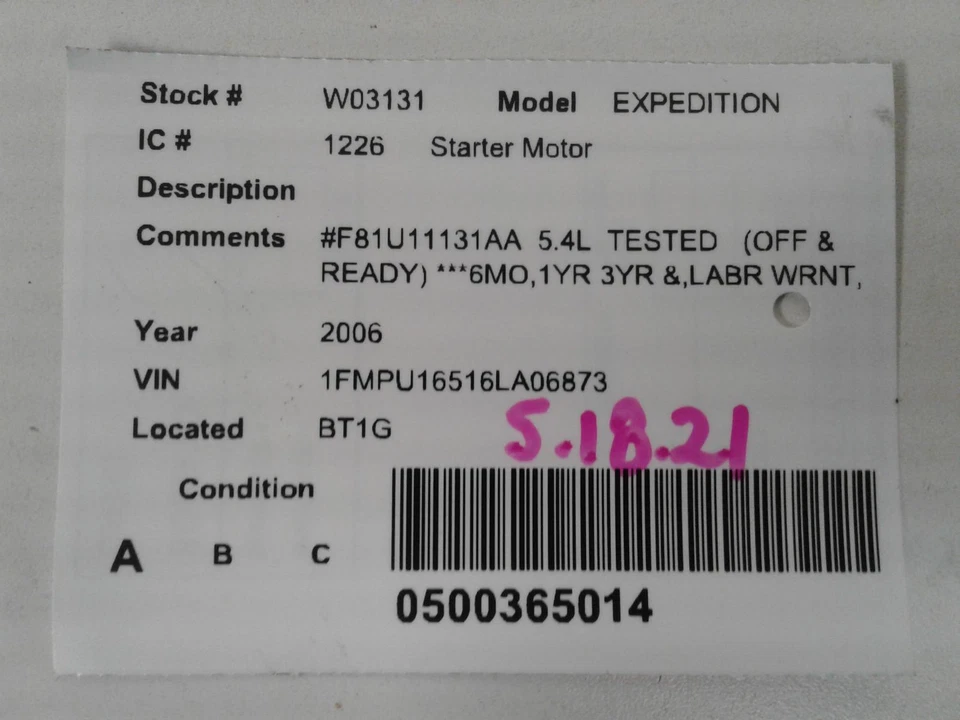 Stock # W03131 Model EXPEDITION
IC # 1226 Starter Motor
Description
Comments #F81U11131AA 5.4L TESTED (OFF &
READY) ***6MO,1YR 3YR &,LABR WRNT,
Year 2006
VIN 1FMPU16516LA06873
Located BT1G
5.18.21
Condition
A B C
0500365014